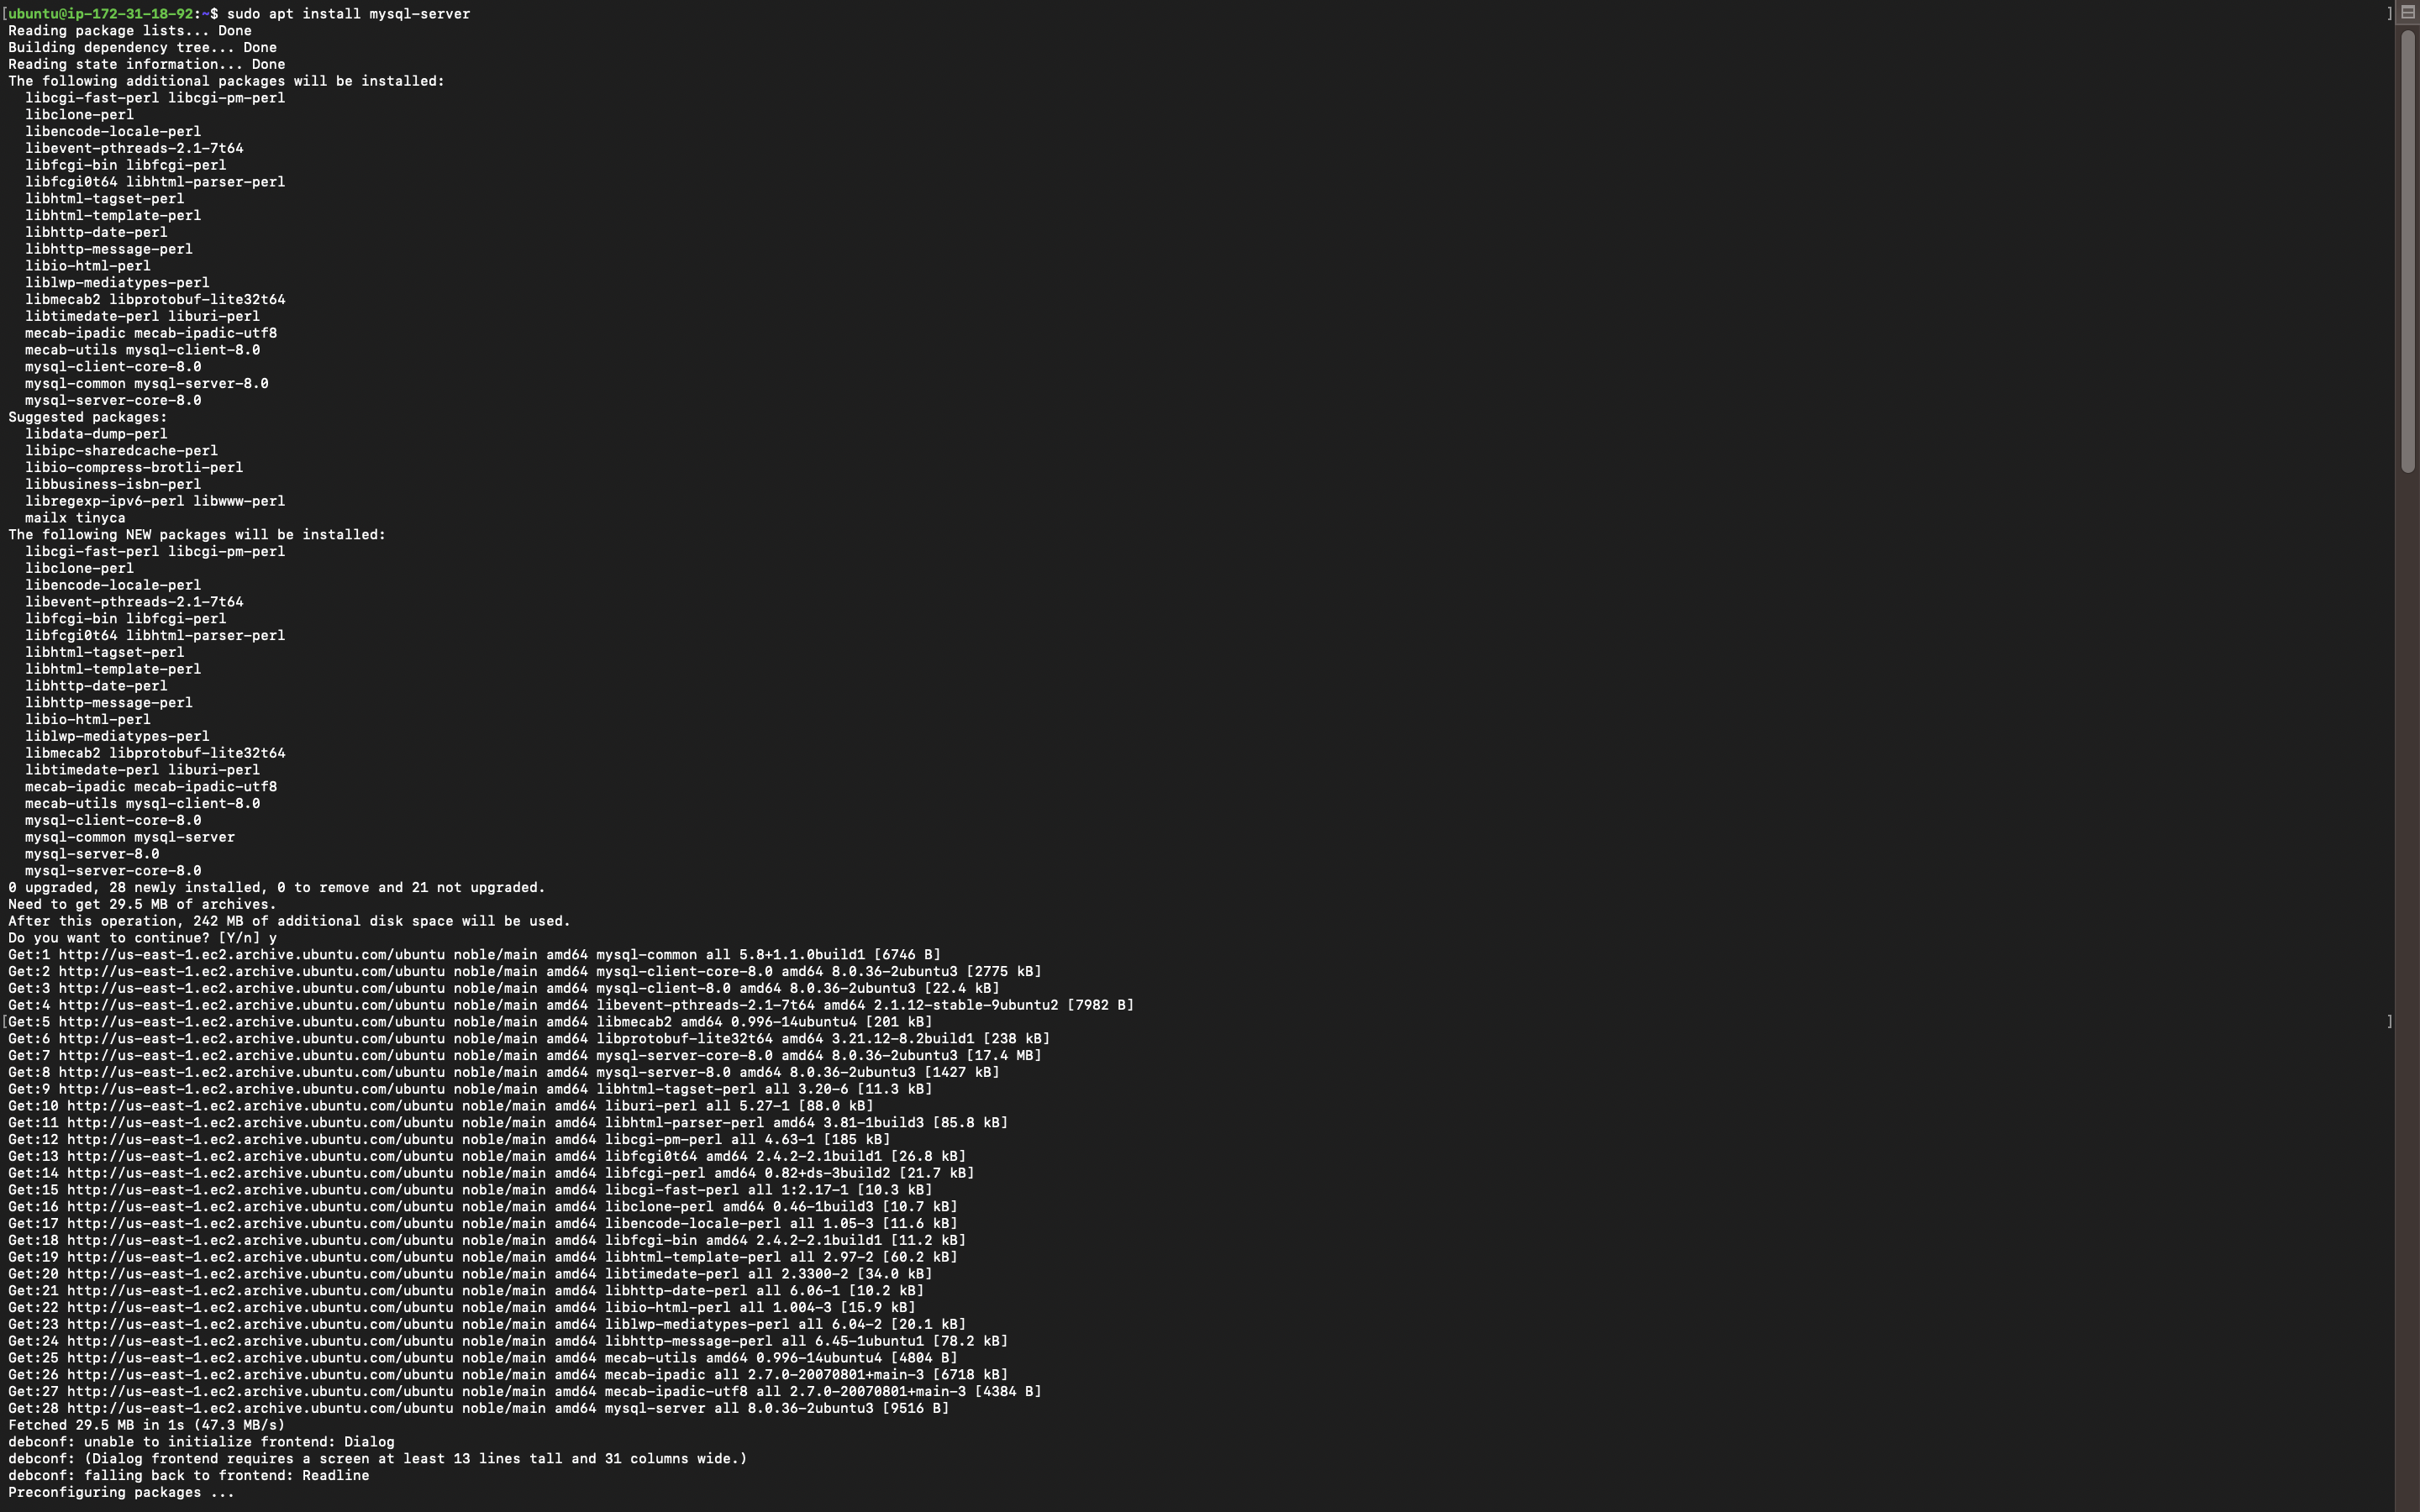 [ubuntu@ip-172-31-18-92:~$ sudo apt install mysql-server ]
Reading package lists... Done
Building dependency tree... Done
Reading state information... Done
The following additional packages will be installed:
  libcgi-fast-perl libcgi-pm-perl
  libclone-perl
  libencode-locale-perl
  libevent-pthreads-2.1-7t64
  libfcgi-bin libfcgi-perl
  libfcgi0t64 libhtml-parser-perl
  libhtml-tagset-perl
  libhtml-template-perl
  libhttp-date-perl
  libhttp-message-perl
  libio-html-perl
  liblwp-mediatypes-perl
  libmecab2 libprotobuf-lite32t64
  libtimedate-perl liburi-perl
  mecab-ipadic mecab-ipadic-utf8
  mecab-utils mysql-client-8.0
  mysql-client-core-8.0
  mysql-common mysql-server-8.0
  mysql-server-core-8.0
Suggested packages:
  libdata-dump-perl
  libipc-sharedcache-perl
  libio-compress-brotli-perl
  libbusiness-isbn-perl
  libregexp-ipv6-perl libwww-perl
  mailx tinyca
The following NEW packages will be installed:
  libcgi-fast-perl libcgi-pm-perl
  libclone-perl
  libencode-locale-perl
  libevent-pthreads-2.1-7t64
  libfcgi-bin libfcgi-perl
  libfcgi0t64 libhtml-parser-perl
  libhtml-tagset-perl
  libhtml-template-perl
  libhttp-date-perl
  libhttp-message-perl
  libio-html-perl
  liblwp-mediatypes-perl
  libmecab2 libprotobuf-lite32t64
  libtimedate-perl liburi-perl
  mecab-ipadic mecab-ipadic-utf8
  mecab-utils mysql-client-8.0
  mysql-client-core-8.0
  mysql-common mysql-server
  mysql-server-8.0
  mysql-server-core-8.0
0 upgraded, 28 newly installed, 0 to remove and 21 not upgraded.
Need to get 29.5 MB of archives.
After this operation, 242 MB of additional disk space will be used.
Do you want to continue? [Y/n] y
Get:1 http://us-east-1.ec2.archive.ubuntu.com/ubuntu noble/main amd64 mysql-common all 5.8+1.1.0build1 [6746 B]
Get:2 http://us-east-1.ec2.archive.ubuntu.com/ubuntu noble/main amd64 mysql-client-core-8.0 amd64 8.0.36-2ubuntu3 [2775 kB]
Get:3 http://us-east-1.ec2.archive.ubuntu.com/ubuntu noble/main amd64 mysql-client-8.0 amd64 8.0.36-2ubuntu3 [22.4 kB]
Get:4 http://us-east-1.ec2.archive.ubuntu.com/ubuntu noble/main amd64 libevent-pthreads-2.1-7t64 amd64 2.1.12-stable-9ubuntu2 [7982 B]
[Get:5 http://us-east-1.ec2.archive.ubuntu.com/ubuntu noble/main amd64 libmecab2 amd64 0.996-14ubuntu4 [201 kB] ]
Get:6 http://us-east-1.ec2.archive.ubuntu.com/ubuntu noble/main amd64 libprotobuf-lite32t64 amd64 3.21.12-8.2build1 [238 kB]
Get:7 http://us-east-1.ec2.archive.ubuntu.com/ubuntu noble/main amd64 mysql-server-core-8.0 amd64 8.0.36-2ubuntu3 [17.4 MB]
Get:8 http://us-east-1.ec2.archive.ubuntu.com/ubuntu noble/main amd64 mysql-server-8.0 amd64 8.0.36-2ubuntu3 [1427 kB]
Get:9 http://us-east-1.ec2.archive.ubuntu.com/ubuntu noble/main amd64 libhtml-tagset-perl all 3.20-6 [11.3 kB]
Get:10 http://us-east-1.ec2.archive.ubuntu.com/ubuntu noble/main amd64 liburi-perl all 5.27-1 [88.0 kB]
Get:11 http://us-east-1.ec2.archive.ubuntu.com/ubuntu noble/main amd64 libhtml-parser-perl amd64 3.81-1build3 [85.8 kB]
Get:12 http://us-east-1.ec2.archive.ubuntu.com/ubuntu noble/main amd64 libcgi-pm-perl all 4.63-1 [185 kB]
Get:13 http://us-east-1.ec2.archive.ubuntu.com/ubuntu noble/main amd64 libfcgi0t64 amd64 2.4.2-2.1build1 [26.8 kB]
Get:14 http://us-east-1.ec2.archive.ubuntu.com/ubuntu noble/main amd64 libfcgi-perl amd64 0.82+ds-3build2 [21.7 kB]
Get:15 http://us-east-1.ec2.archive.ubuntu.com/ubuntu noble/main amd64 libcgi-fast-perl all 1:2.17-1 [10.3 kB]
Get:16 http://us-east-1.ec2.archive.ubuntu.com/ubuntu noble/main amd64 libclone-perl amd64 0.46-1build3 [10.7 kB]
Get:17 http://us-east-1.ec2.archive.ubuntu.com/ubuntu noble/main amd64 libencode-locale-perl all 1.05-3 [11.6 kB]
Get:18 http://us-east-1.ec2.archive.ubuntu.com/ubuntu noble/main amd64 libfcgi-bin amd64 2.4.2-2.1build1 [11.2 kB]
Get:19 http://us-east-1.ec2.archive.ubuntu.com/ubuntu noble/main amd64 libhtml-template-perl all 2.97-2 [60.2 kB]
Get:20 http://us-east-1.ec2.archive.ubuntu.com/ubuntu noble/main amd64 libtimedate-perl all 2.3300-2 [34.0 kB]
Get:21 http://us-east-1.ec2.archive.ubuntu.com/ubuntu noble/main amd64 libhttp-date-perl all 6.06-1 [10.2 kB]
Get:22 http://us-east-1.ec2.archive.ubuntu.com/ubuntu noble/main amd64 libio-html-perl all 1.004-3 [15.9 kB]
Get:23 http://us-east-1.ec2.archive.ubuntu.com/ubuntu noble/main amd64 liblwp-mediatypes-perl all 6.04-2 [20.1 kB]
Get:24 http://us-east-1.ec2.archive.ubuntu.com/ubuntu noble/main amd64 libhttp-message-perl all 6.45-1ubuntu1 [78.2 kB]
Get:25 http://us-east-1.ec2.archive.ubuntu.com/ubuntu noble/main amd64 mecab-utils amd64 0.996-14ubuntu4 [4804 B]
Get:26 http://us-east-1.ec2.archive.ubuntu.com/ubuntu noble/main amd64 mecab-ipadic all 2.7.0-20070801+main-3 [6718 kB]
Get:27 http://us-east-1.ec2.archive.ubuntu.com/ubuntu noble/main amd64 mecab-ipadic-utf8 all 2.7.0-20070801+main-3 [4384 B]
Get:28 http://us-east-1.ec2.archive.ubuntu.com/ubuntu noble/main amd64 mysql-server all 8.0.36-2ubuntu3 [9516 B]
Fetched 29.5 MB in 1s (47.3 MB/s)
debconf: unable to initialize frontend: Dialog
debconf: (Dialog frontend requires a screen at least 13 lines tall and 31 columns wide.)
debconf: falling back to frontend: Readline
Preconfiguring packages ...